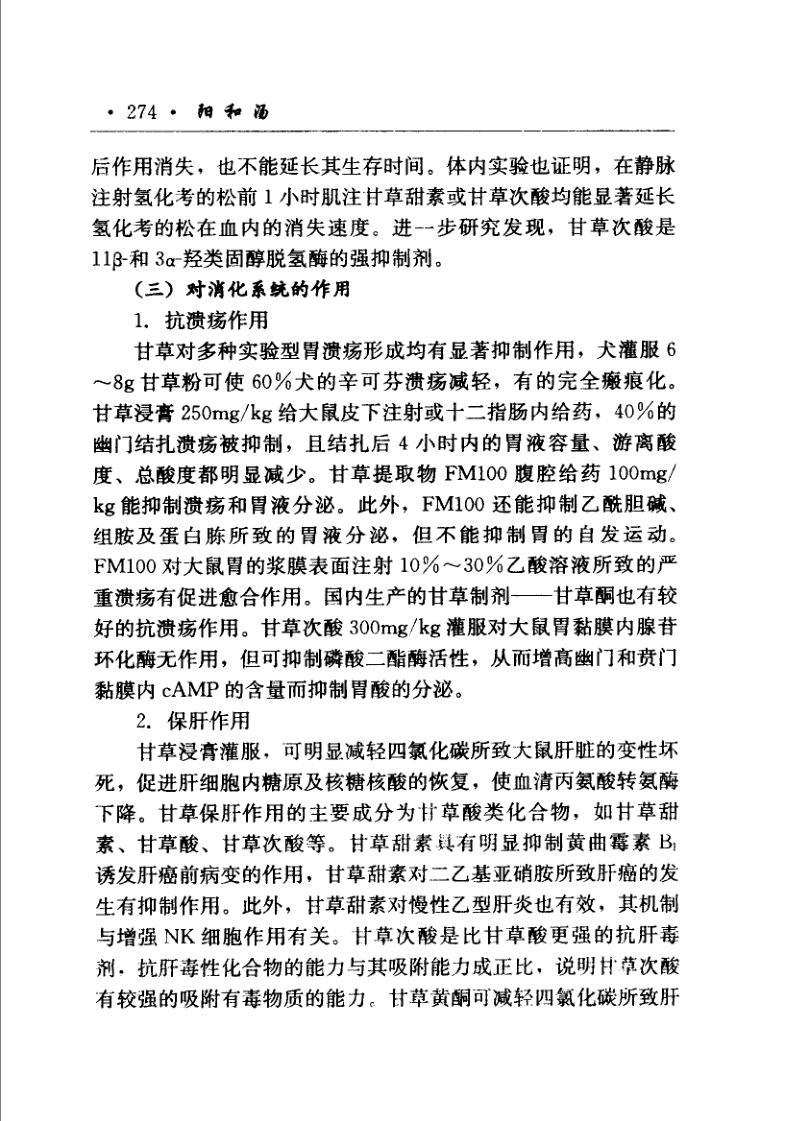 · 274 · 阳和汤
后作用消失，也不能延长其生存时间。体内实验也证明，在静脉
注射氢化考的松前 1 小时肌注甘草甜素或甘草次酸均能显著延长
氢化考的松在血内的消失速度。进一步研究发现，甘草次酸是
11β-和 3α-羟类固醇脱氢酶的强抑制剂。
（三）对消化系统的作用
1．抗溃疡作用
甘草对多种实验型胃溃疡形成均有显著抑制作用，犬灌服 6
～8g 甘草粉可使 60％犬的辛可芬溃疡减轻，有的完全瘢痕化。
甘草浸膏 250mg/kg 给大鼠皮下注射或十二指肠内给药，40％的
幽门结扎溃疡被抑制，且结扎后 4 小时内的胃液容量、游离酸
度、总酸度都明显减少。甘草提取物 FM100 腹腔给药 100mg/
kg 能抑制溃疡和胃液分泌。此外，FM100 还能抑制乙酰胆碱、
组胺及蛋白胨所致的胃液分泌，但不能抑制胃的自发运动。
FM100 对大鼠胃的浆膜表面注射 10％～30％乙酸溶液所致的严
重溃疡有促进愈合作用。国内生产的甘草制剂——甘草酮也有较
好的抗溃疡作用。甘草次酸 300mg/kg 灌服对大鼠胃黏膜内腺苷
环化酶无作用，但可抑制磷酸二酯酶活性，从而增高幽门和贲门
黏膜内 cAMP 的含量而抑制胃酸的分泌。
2．保肝作用
甘草浸膏灌服，可明显减轻四氯化碳所致大鼠肝脏的变性坏
死，促进肝细胞内糖原及核糖核酸的恢复，使血清丙氨酸转氨酶
下降。甘草保肝作用的主要成分为甘草酸类化合物，如甘草甜
素、甘草酸、甘草次酸等。甘草甜素具有明显抑制黄曲霉素 B₁
诱发肝癌前病变的作用，甘草甜素对二乙基亚硝胺所致肝癌的发
生有抑制作用。此外，甘草甜素对慢性乙型肝炎也有效，其机制
与增强 NK 细胞作用有关。甘草次酸是比甘草酸更强的抗肝毒
剂，抗肝毒性化合物的能力与其吸附能力成正比，说明甘草次酸
有较强的吸附有毒物质的能力。甘草黄酮可减轻四氯化碳所致肝